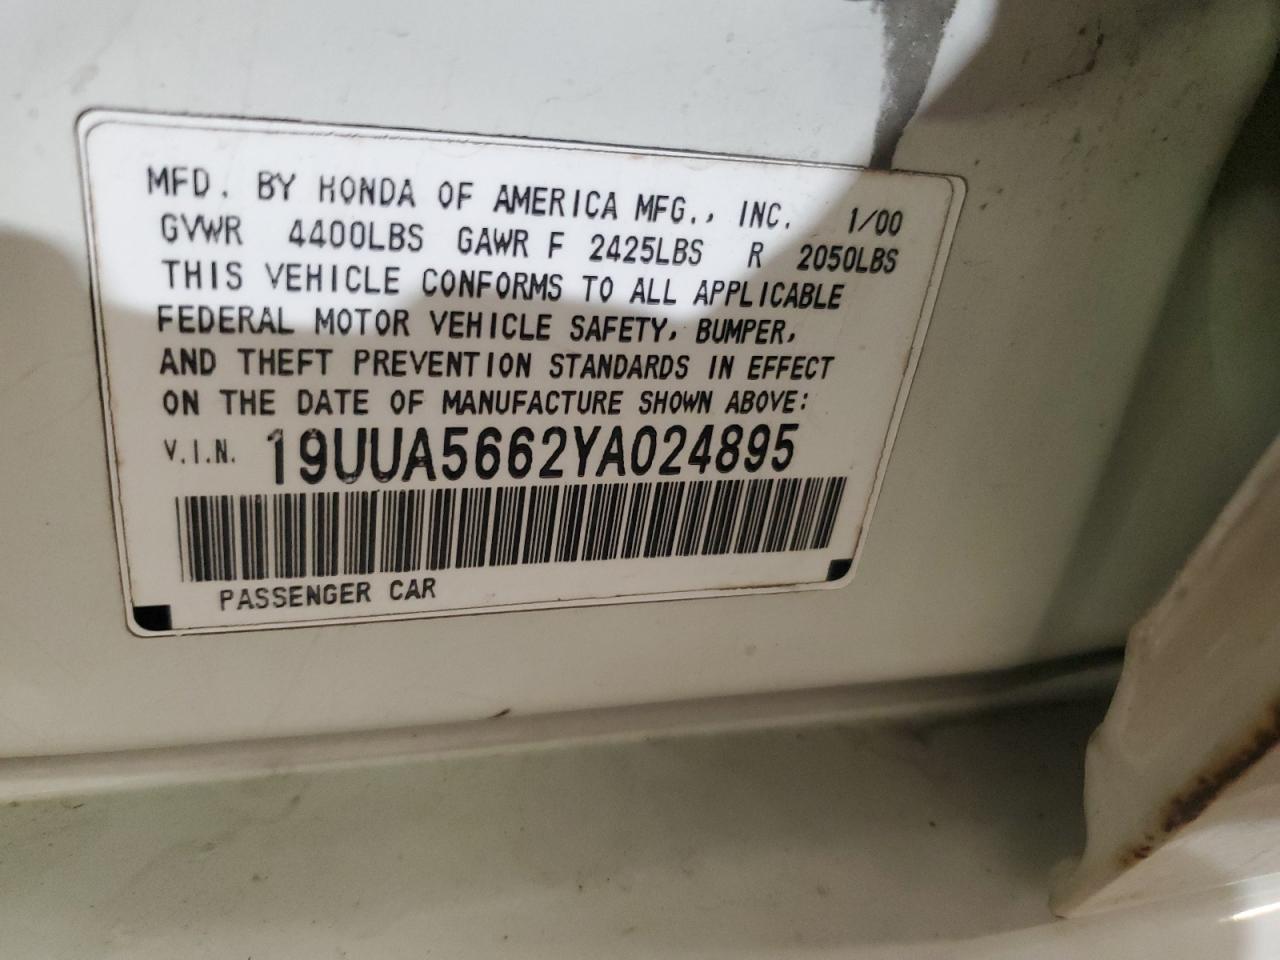 MFD. BY HONDA OF AMERICA MFG., INC. 1/00
GVWR 4400LBS GAWR F 2425LBS R 2050LBS
THIS VEHICLE CONFORMS TO ALL APPLICABLE
FEDERAL MOTOR VEHICLE SAFETY, BUMPER,
AND THEFT PREVENTION STANDARDS IN EFFECT
ON THE DATE OF MANUFACTURE SHOWN ABOVE:
V.I.N. 19UUA5662YA024895
PASSENGER CAR